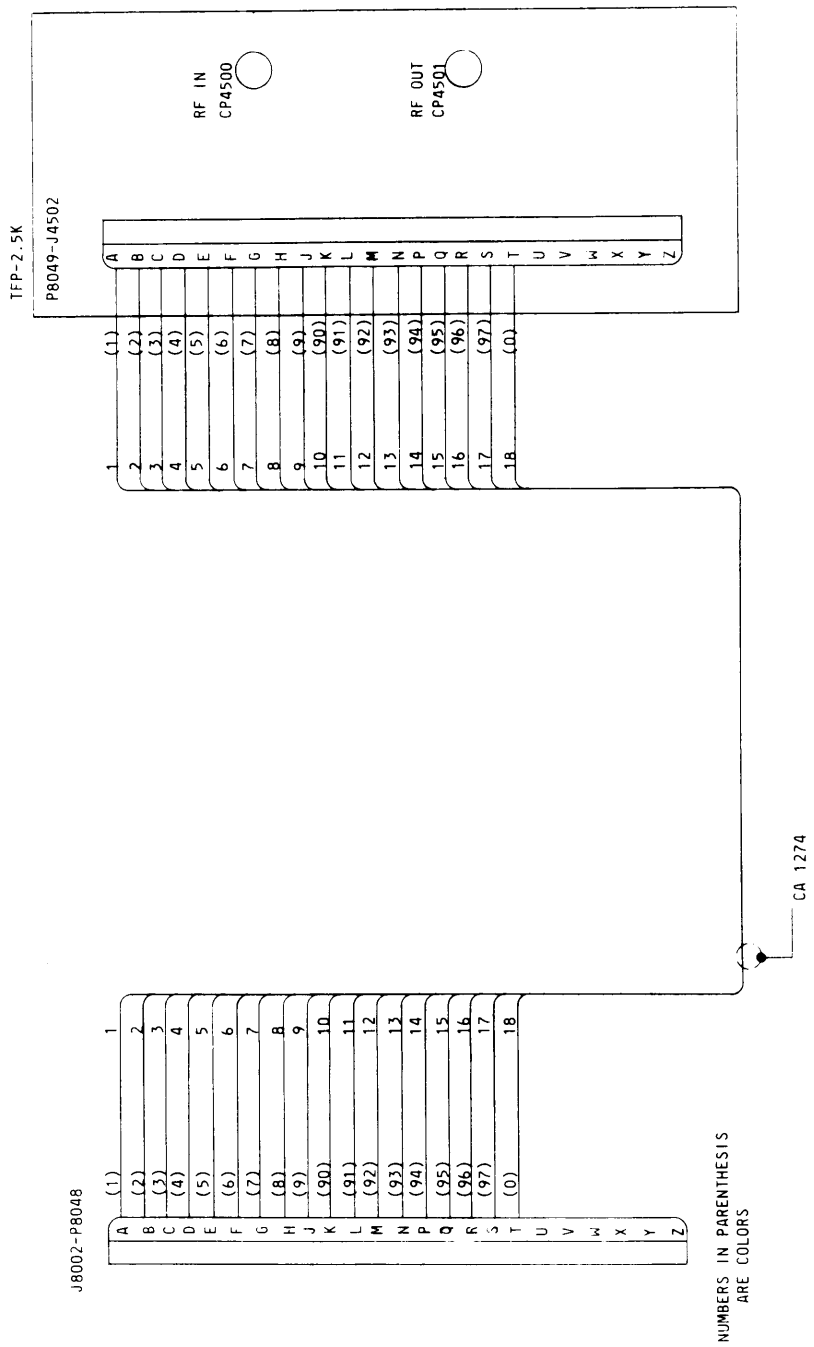 TFP-2.5K
P8049-J4502
RF IN
CP4500
RF OUT
CP4501
A
B
C
D
E
F
G
H
J
K
L
M
N
P
Q
R
S
T
U
V
W
X
Y
Z
(1)
(2)
(3)
(4)
(5)
(6)
(7)
(8)
(9)
(90)
(91)
(92)
(93)
(94)
(95)
(96)
(97)
(0)
1
2
3
4
5
6
7
8
9
10
11
12
13
14
15
16
17
18
CA 1274
1
2
3
4
5
6
7
8
9
10
11
12
13
14
15
16
17
18
(1)
(2)
(3)
(4)
(5)
(6)
(7)
(8)
(9)
(90)
(91)
(92)
(93)
(94)
(95)
(96)
(97)
(0)
J8002-P8048
A
B
C
D
E
F
G
H
J
K
L
M
N
P
Q
R
S
T
U
V
W
X
Y
Z
NUMBERS IN PARENTHESIS
ARE COLORS